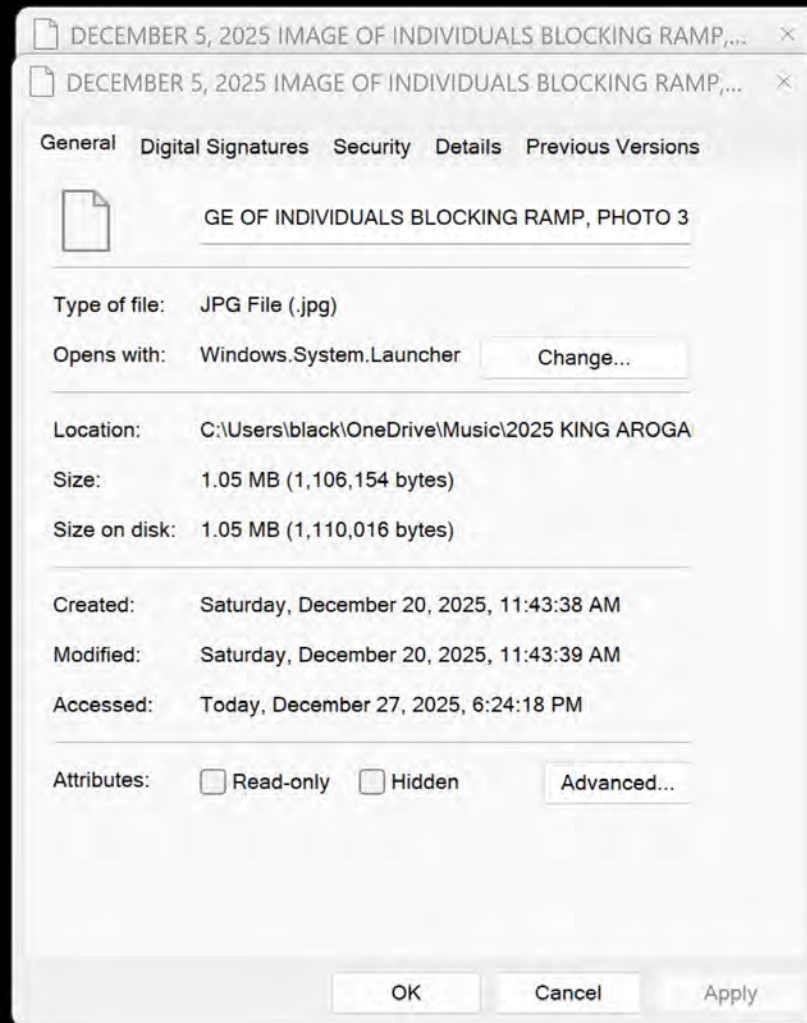 DECEMBER 5, 2025 IMAGE OF INDIVIDUALS BLOCKING RAMP,...
DECEMBER 5, 2025 IMAGE OF INDIVIDUALS BLOCKING RAMP,...
General Digital Signatures Security Details Previous Versions
GE OF INDIVIDUALS BLOCKING RAMP, PHOTO 3
Type of file: JPG File (.jpg)
Opens with: Windows.System.Launcher Change...
Location: C:\Users\black\OneDrive\Music\2025 KING AROGA
Size: 1.05 MB (1,106,154 bytes)
Size on disk: 1.05 MB (1,110,016 bytes)
Created: Saturday, December 20, 2025, 11:43:38 AM
Modified: Saturday, December 20, 2025, 11:43:39 AM
Accessed: Today, December 27, 2025, 6:24:18 PM
Attributes: Read-only Hidden Advanced...
OK Cancel Apply